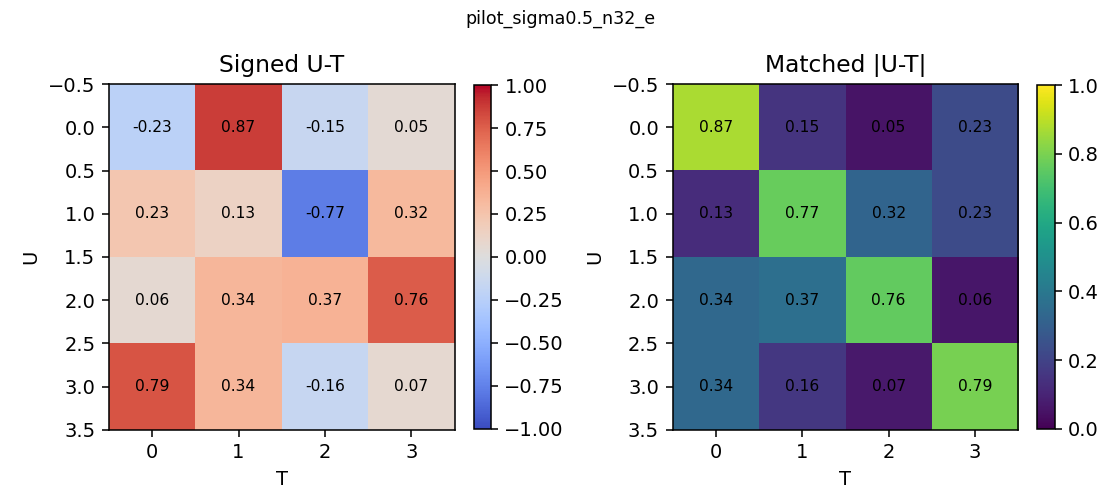 pilot_sigma0.5_n32_e
Signed U-T
−0.5
0.0
0.5
1.0
1.5
2.0
2.5
3.0
3.5
U
-0.23 0.87 -0.15 0.05
0.23 0.13 -0.77 0.32
0.06 0.34 0.37 0.76
0.79 0.34 -0.16 0.07
0 1 2 3
T
1.00
0.75
0.50
0.25
0.00
−0.25
−0.50
−0.75
−1.00
Matched |U-T|
−0.5
0.0
0.5
1.0
1.5
2.0
2.5
3.0
3.5
U
0.87 0.15 0.05 0.23
0.13 0.77 0.32 0.23
0.34 0.37 0.76 0.06
0.34 0.16 0.07 0.79
0 1 2 3
T
1.0
0.8
0.6
0.4
0.2
0.0